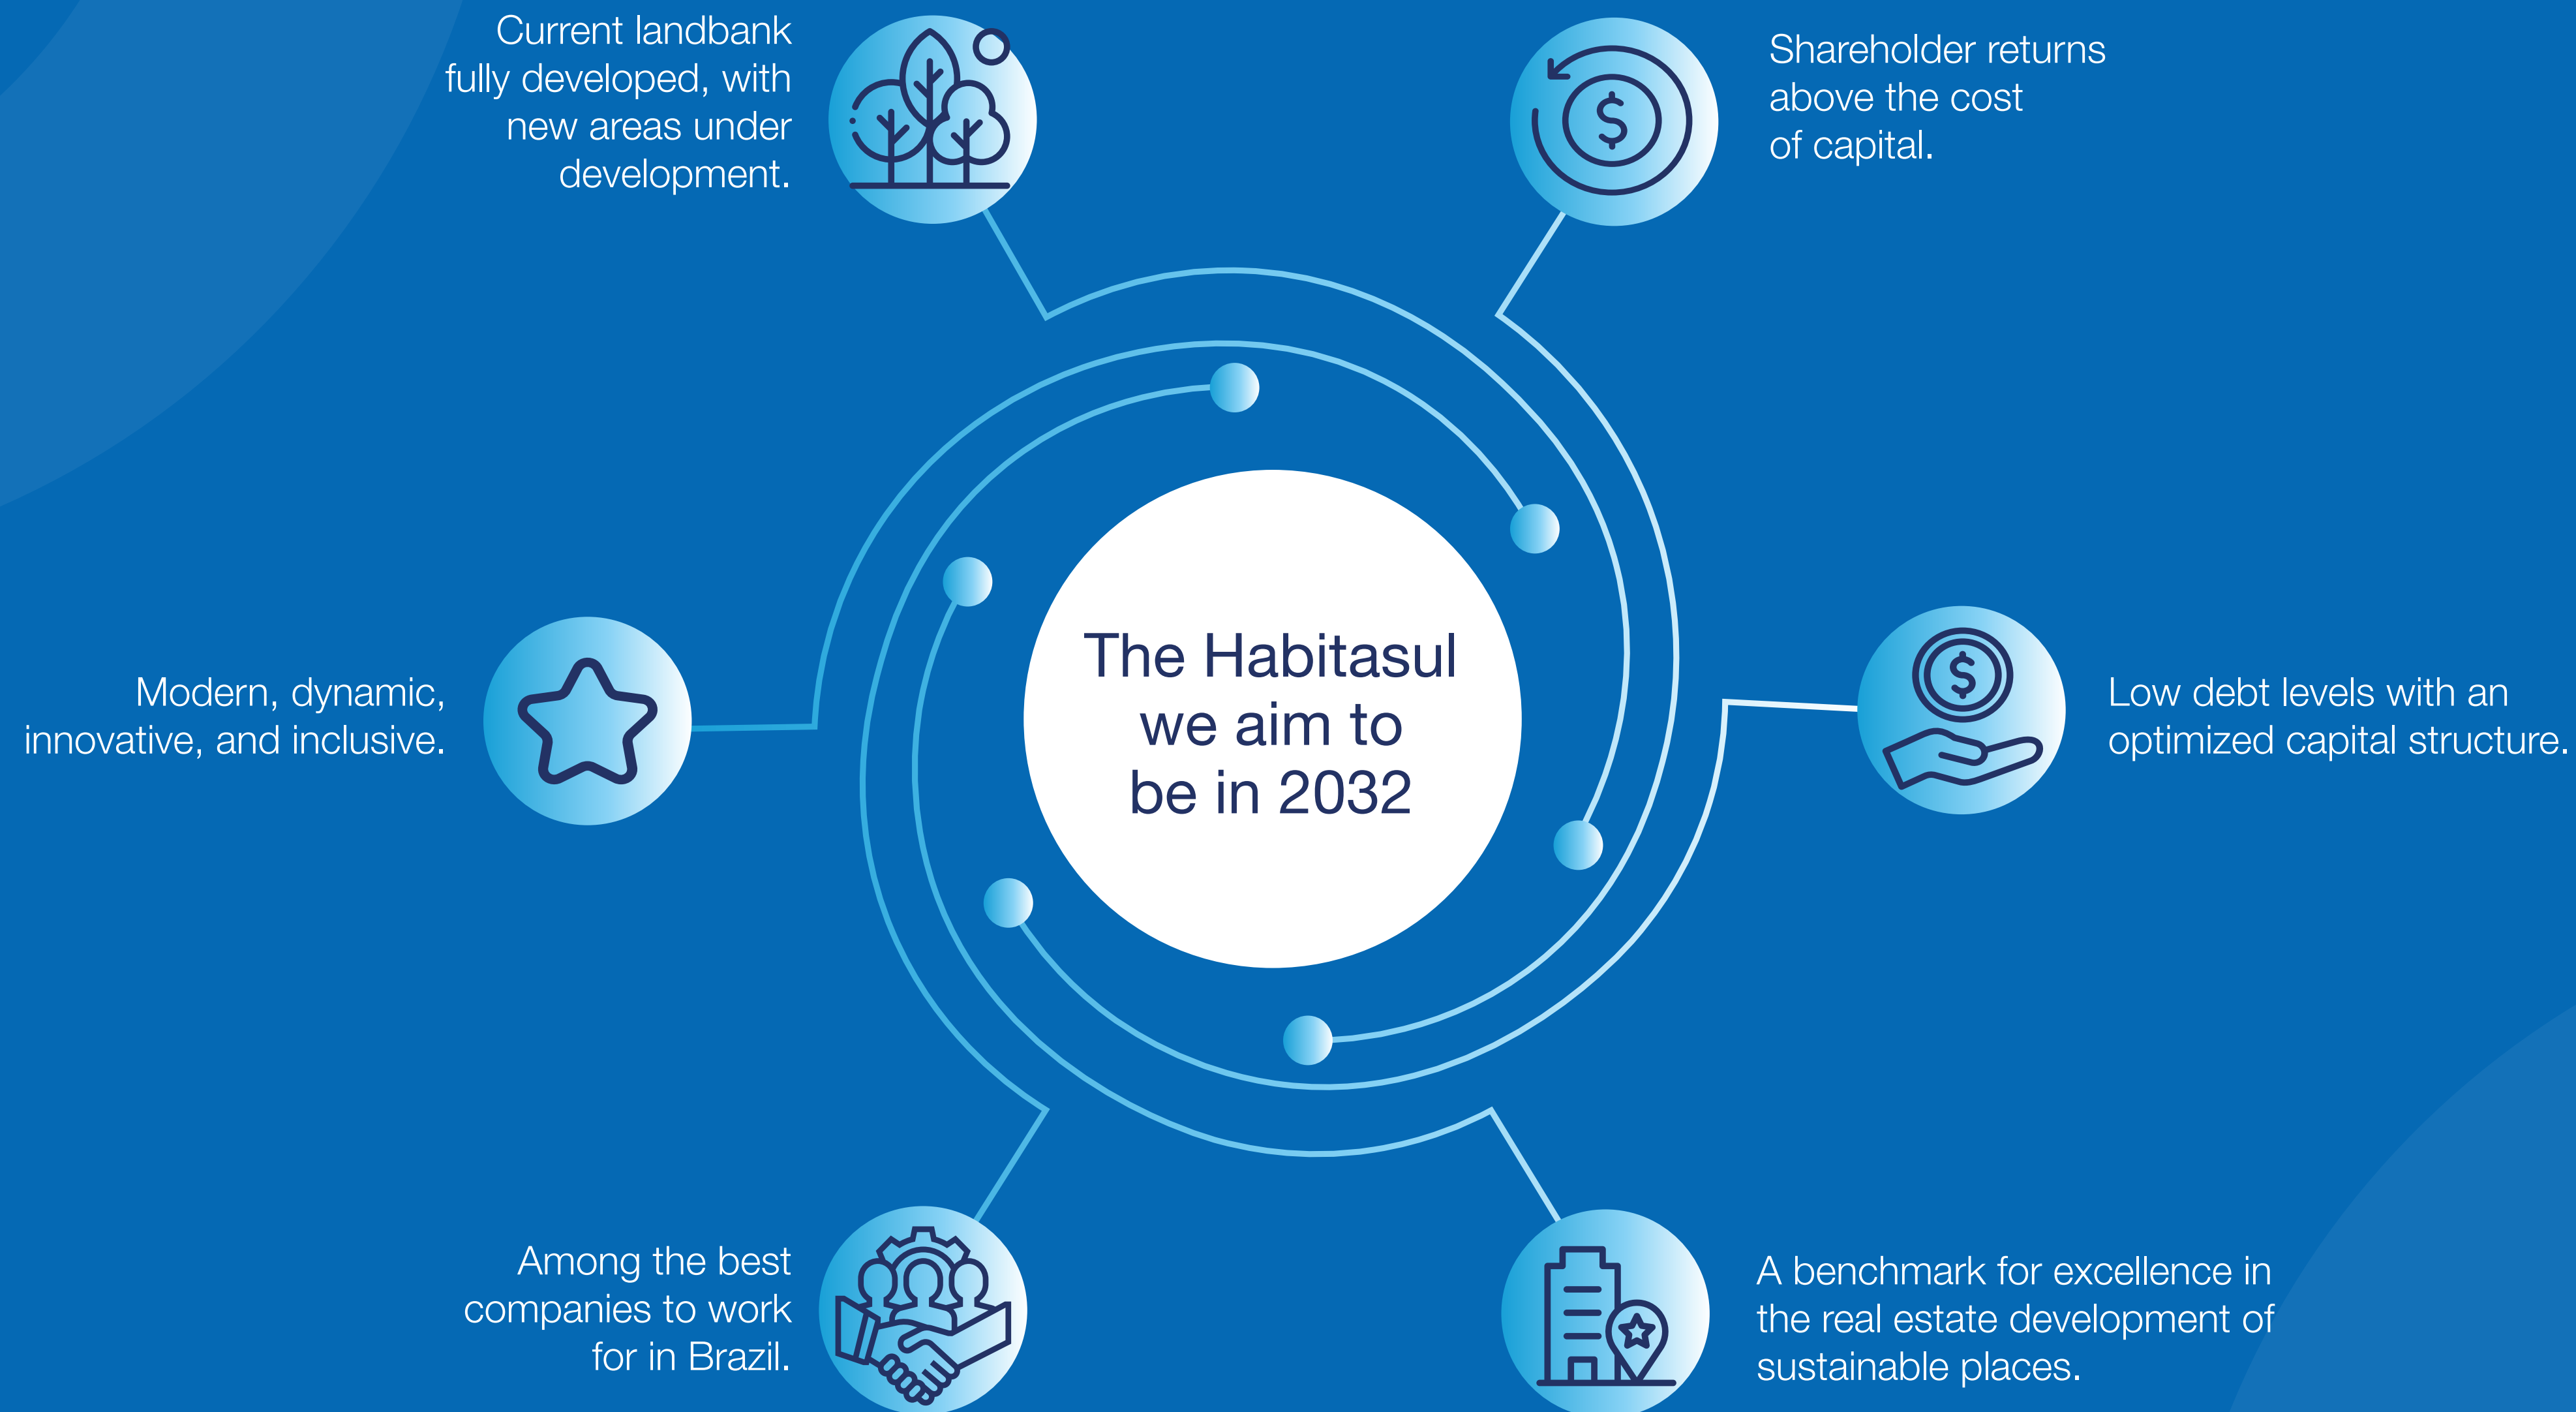 Current landbank
fully developed, with
new areas under
development.
Shareholder returns
above the cost
of capital.
Modern, dynamic,
innovative, and inclusive.
The Habitasul
we aim to
be in 2032
Low debt levels with an
optimized capital structure.
Among the best
companies to work
for in Brazil.
A benchmark for excellence in
the real estate development of
sustainable places.